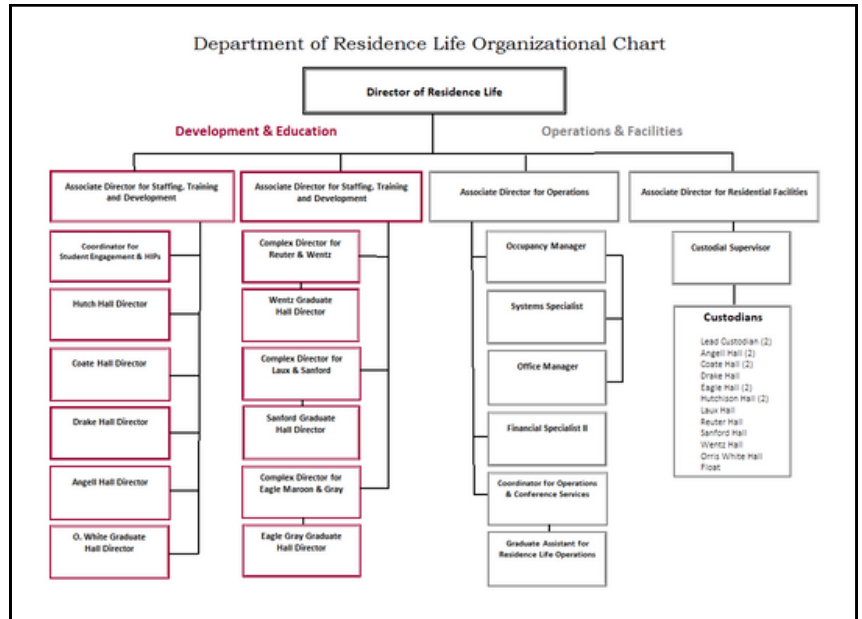 Department of Residence Life Organizational Chart
Director of Residence Life
Development & Education
Operations & Facilities
Associate Director for Staffing, Training
and Development
Coordinator for
Student Engagement & HIPs
Hutch Hall Director
Coate Hall Director
Drake Hall Director
Angell Hall Director
O. White Graduate
Hall Director
Associate Director for Staffing, Training
and Development
Complex Director for
Reuter & Wentz
Wentz Graduate
Hall Director
Complex Director for
Laux & Sanford
Sanford Graduate
Hall Director
Complex Director for
Eagle Maroon & Gray
Eagle Gray Graduate
Hall Director
Associate Director for Operations
Occupancy Manager
Systems Specialist
Office Manager
Financial Specialist II
Coordinator for Operations
& Conference Services
Graduate Assistant for
Residence Life Operations
Associate Director for Residential Facilities
Custodial Supervisor
Custodians
Lead Custodian (2)
Angell Hall (2)
Coate Hall (2)
Drake Hall
Eagle Hall (2)
Hutchison Hall (2)
Laux Hall
Reuter Hall
Sanford Hall
Wentz Hall
Orris White Hall
Float